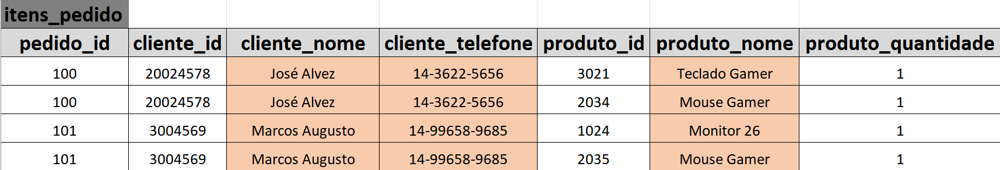 itens_pedido
pedido_id cliente_id cliente_nome cliente_telefone produto_id produto_nome produto_quantidade
100 20024578 José Alvez 14-3622-5656 3021 Teclado Gamer 1
100 20024578 José Alvez 14-3622-5656 2034 Mouse Gamer 1
101 3004569 Marcos Augusto 14-99658-9685 1024 Monitor 26 1
101 3004569 Marcos Augusto 14-99658-9685 2035 Mouse Gamer 1